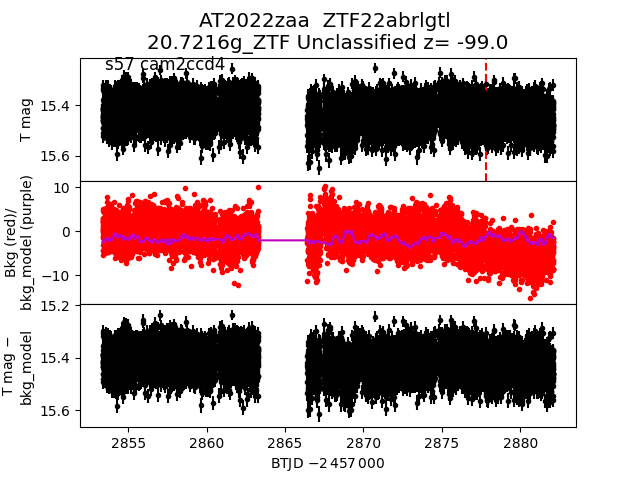 AT2022zaa  ZTF22abrlgtl
20.7216g_ZTF Unclassified z= -99.0
s57 cam2ccd4
T mag
15.4
15.6
Bkg (red)/
bkg_model (purple)
10
0
−10
T mag −
bkg_model
15.2
15.4
15.6
2855
2860
2865
2870
2875
2880
BTJD −2 457 000